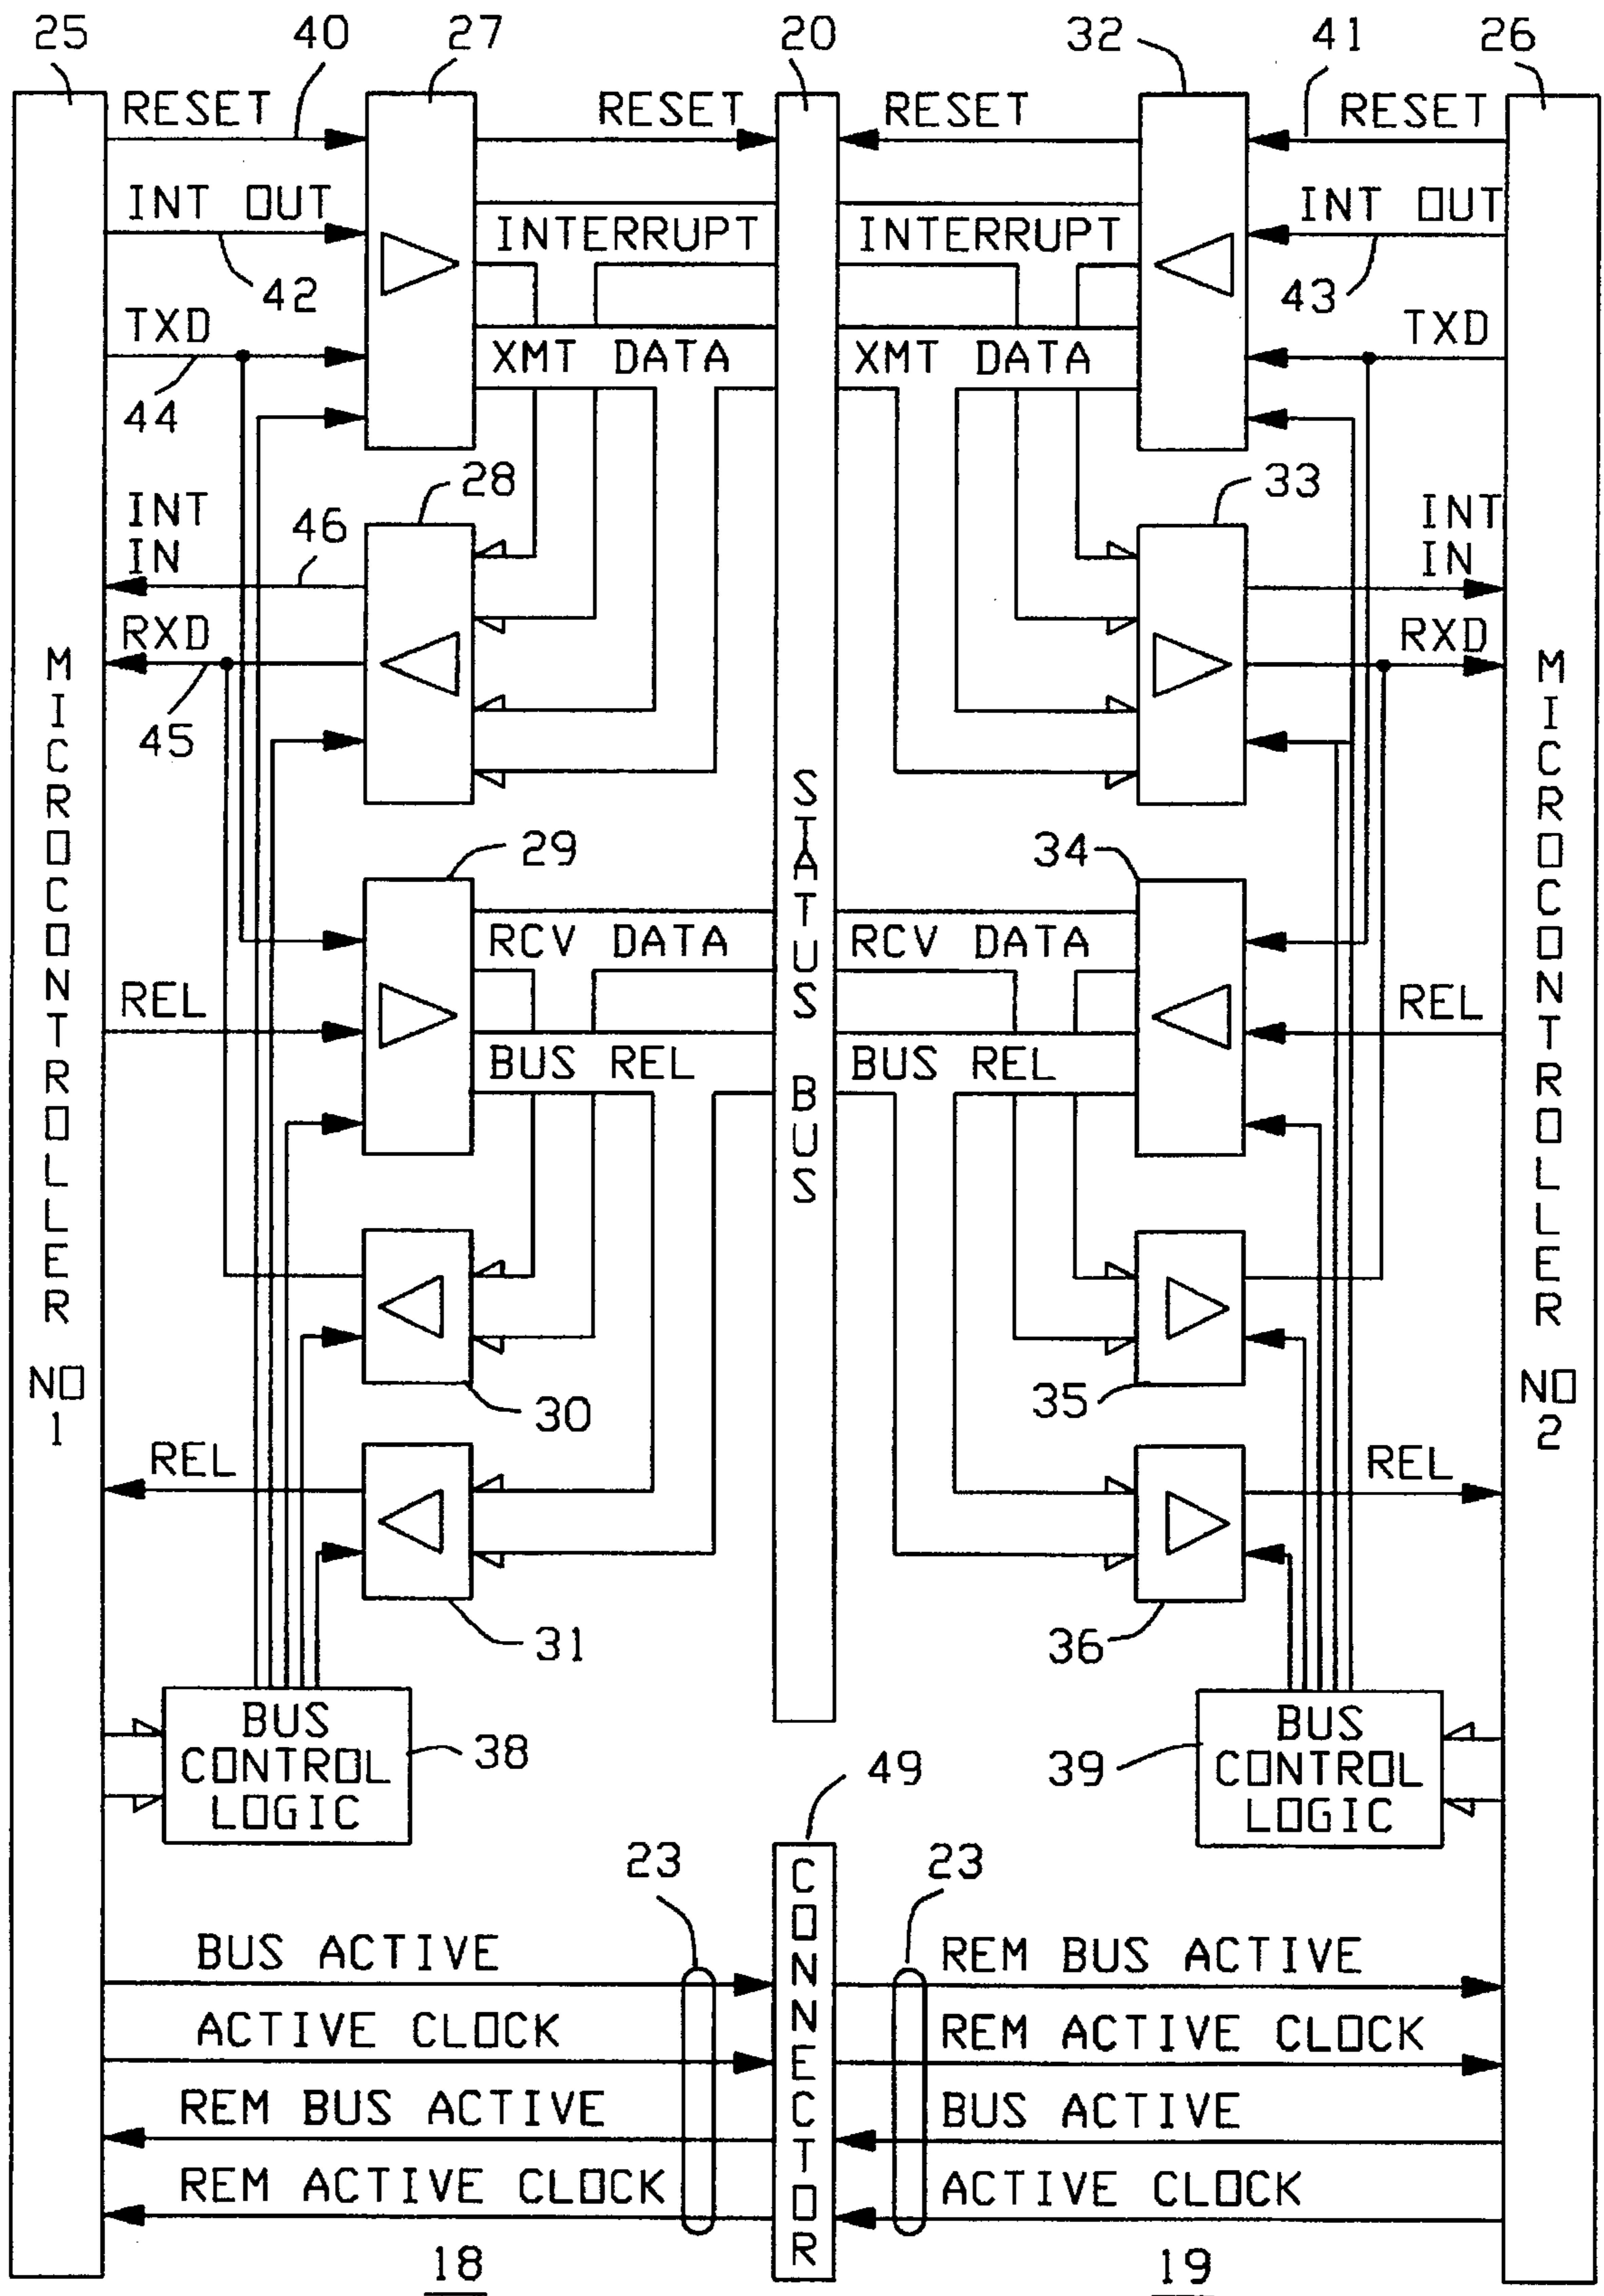 25 40 27 20 32 41 26
RESET RESET RESET RESET
INT OUT INT OUT
INTERRUPT INTERRUPT
42 43
TXD TXD
XMT DATA XMT DATA
44
28 33
INT IN 46 INT IN
RXD RXD
45
MICROCONTROLLER NO 1
STATUS BUS
MICROCONTROLLER NO 2
29 34
RCV DATA RCV DATA
REL REL
BUS REL BUS REL
30 35
REL REL
31 36
BUS CONTROL LOGIC
38
BUS CONTROL LOGIC
39
49
CONNECTOR
23 23
BUS ACTIVE REM BUS ACTIVE
ACTIVE CLOCK REM ACTIVE CLOCK
REM BUS ACTIVE BUS ACTIVE
REM ACTIVE CLOCK ACTIVE CLOCK
18 19